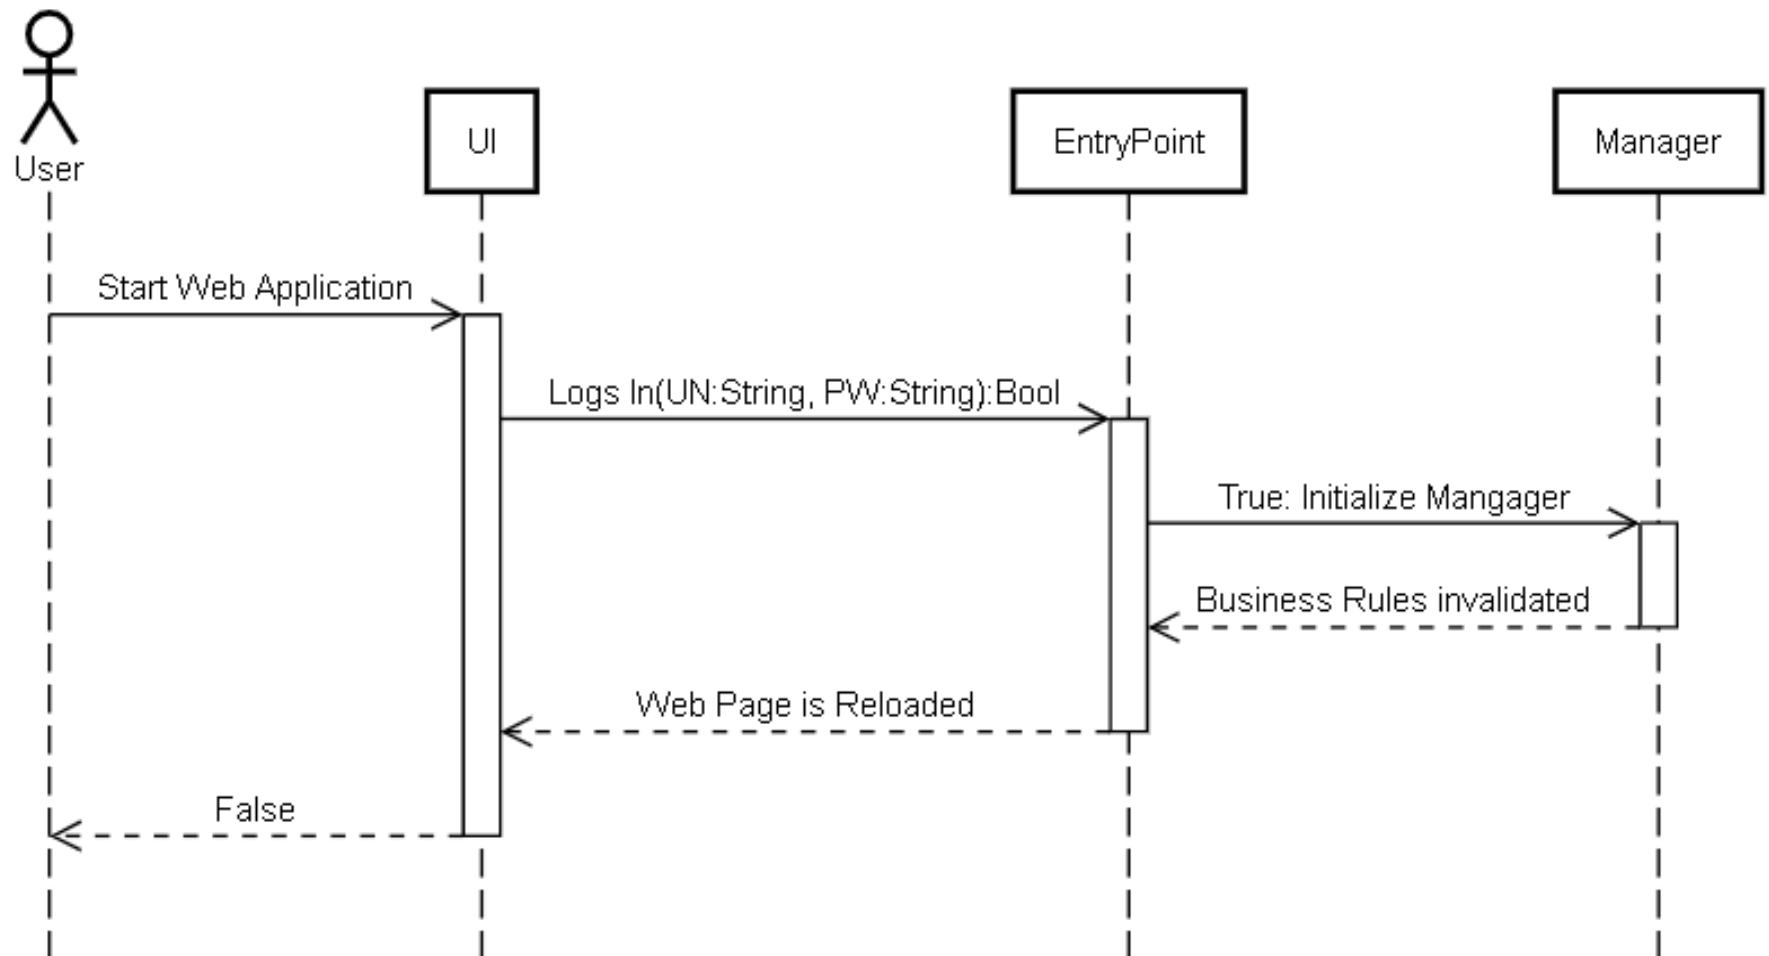 User
UI
EntryPoint
Manager
Start Web Application
Logs In(UN:String, PW:String):Bool
True: Initialize Mangager
Business Rules invalidated
Web Page is Reloaded
False